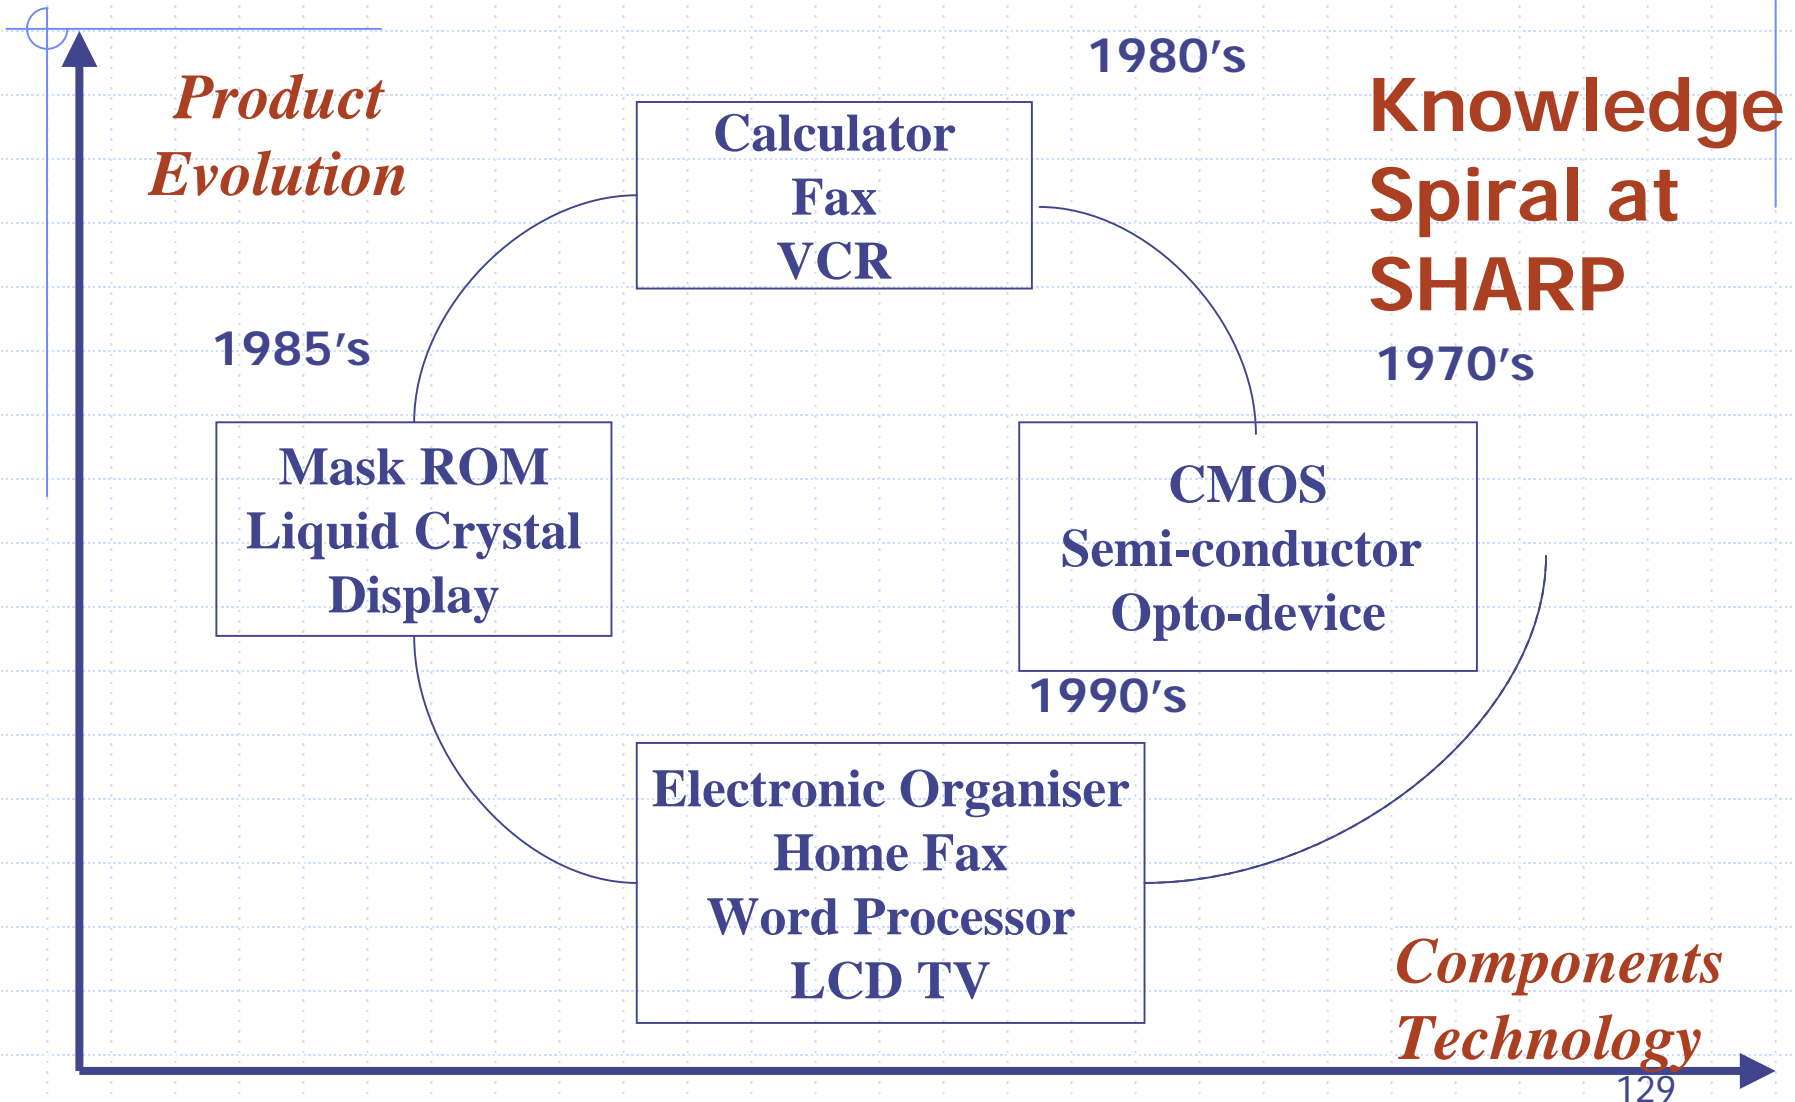 Product
Evolution
1980's
Knowledge
Spiral at
SHARP
Calculator
Fax
VCR
1985's
1970's
Mask ROM
Liquid Crystal
Display
CMOS
Semi-conductor
Opto-device
1990's
Electronic Organiser
Home Fax
Word Processor
LCD TV
Components
Technology
129